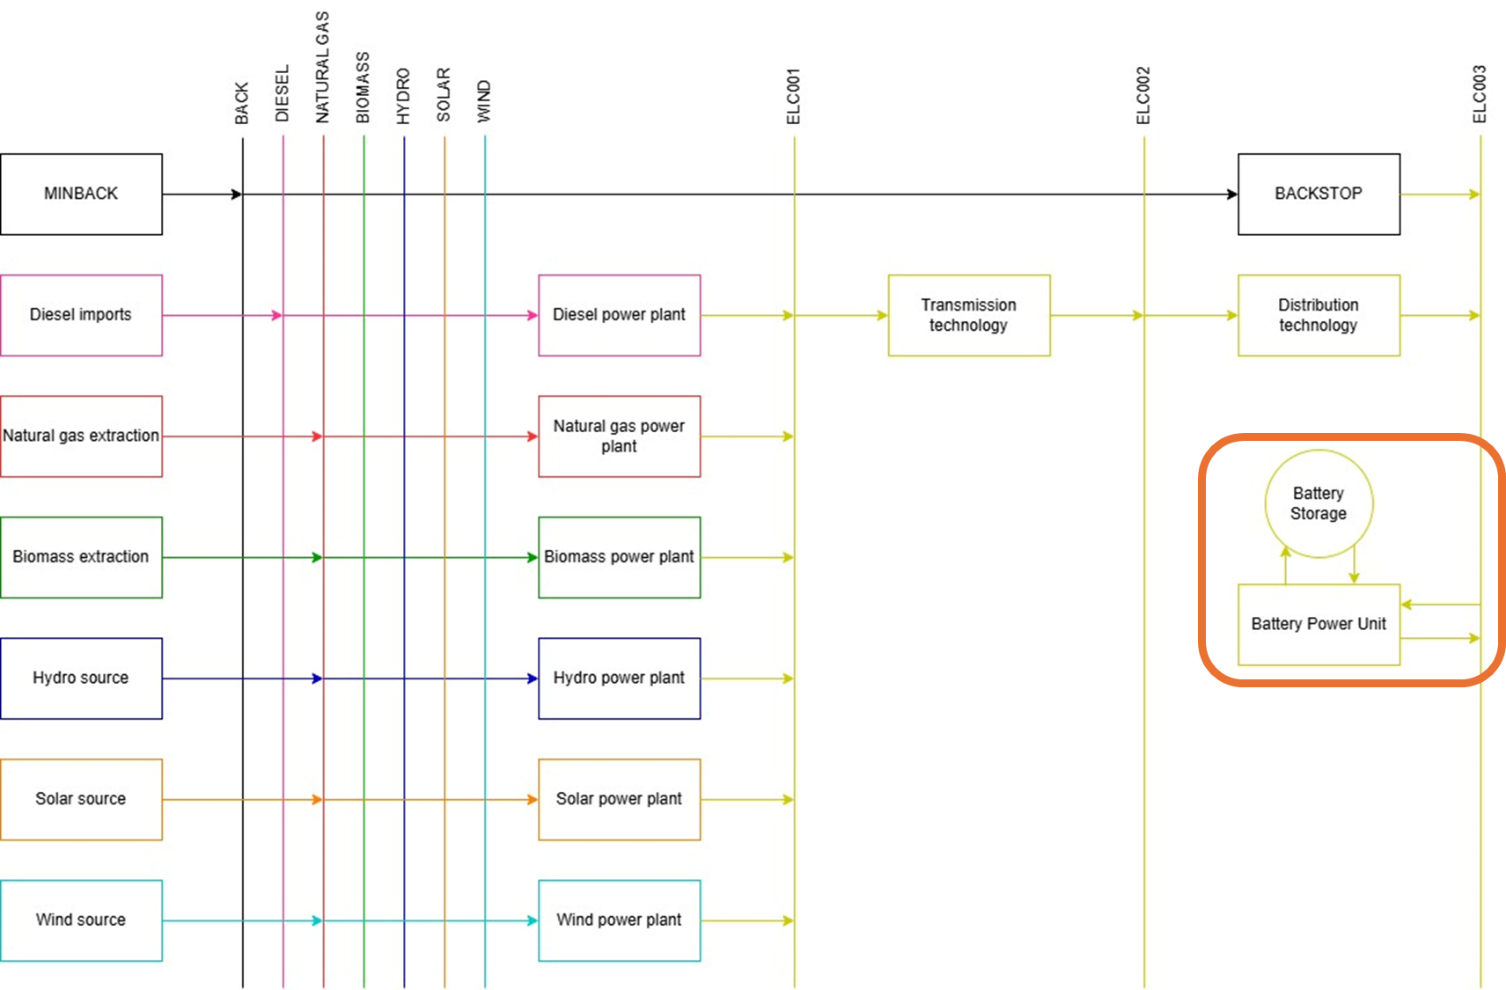 BACK
DIESEL
NATURAL GAS
BIOMASS
HYDRO
SOLAR
WIND
ELC001
ELC002
ELC003
MINBACK
BACKSTOP
Diesel imports
Diesel power plant
Transmission
technology
Distribution
technology
Natural gas extraction
Natural gas power
plant
Battery
Storage
Biomass extraction
Biomass power plant
Battery Power Unit
Hydro source
Hydro power plant
Solar source
Solar power plant
Wind source
Wind power plant